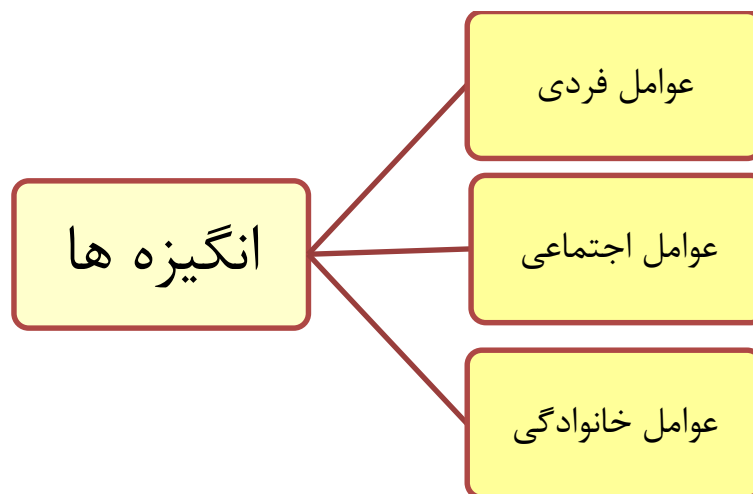 عوامل فردی
انگیزه ها
عوامل اجتماعی
عوامل خانوادگی